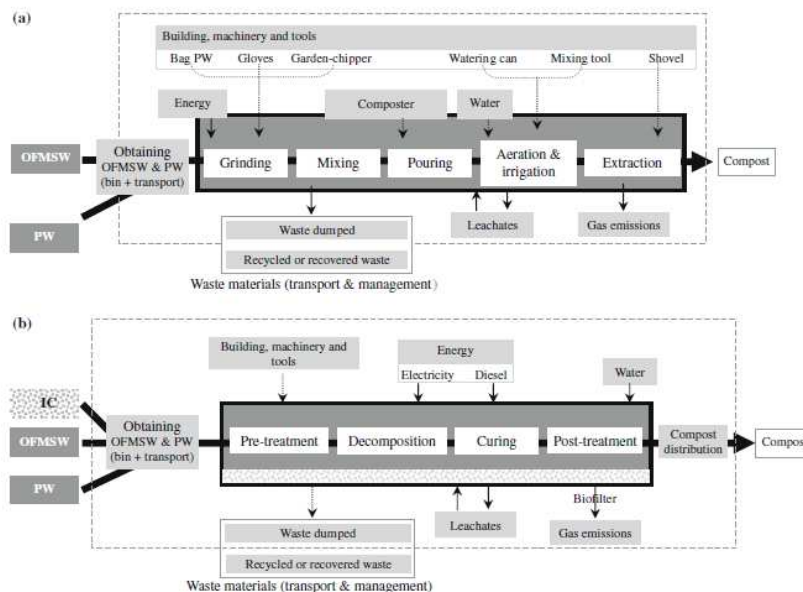 (a)
Building, machinery and tools
Bag PW Gloves Garden-chipper Watering can Mixing tool Shovel
Energy Composter Water
OFMSW
Obtaining
OFMSW & PW
(bin + transport)
Grinding Mixing Pouring
Aeration &
irrigation
Extraction
Compost
PW
Waste dumped
Leachates
Gas emissions
Recycled or recovered waste
Waste materials (transport & management)
(b)
Building, machinery and
tools
Energy
Electricity Diesel
Water
IC
OFMSW
Obtaining
OFMSW & PW
(bin + transport)
Pre-treatment Decomposition Curing Post-treatment
Compost
distribution
Compos
PW
Biofilter
Waste dumped
Leachates
Gas emissions
Recycled or recovered waste
Waste materials (transport & management)